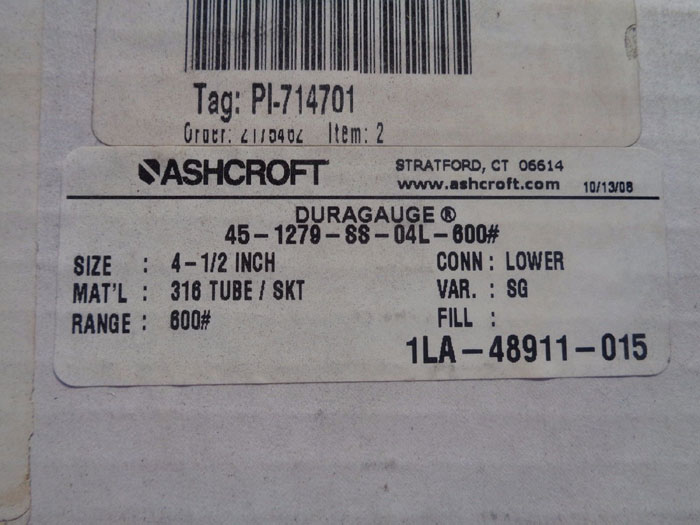 Tag: PI-714701
Order: 2175462 Item: 2
ASHCROFT
STRATFORD, CT 06614
www.ashcroft.com 10/13/08
DURAGAUGE ®
45-1279-SS-04L-600#
SIZE : 4-1/2 INCH CONN : LOWER
MAT'L : 316 TUBE / SKT VAR. : SG
RANGE : 600# FILL :
1LA-48911-015